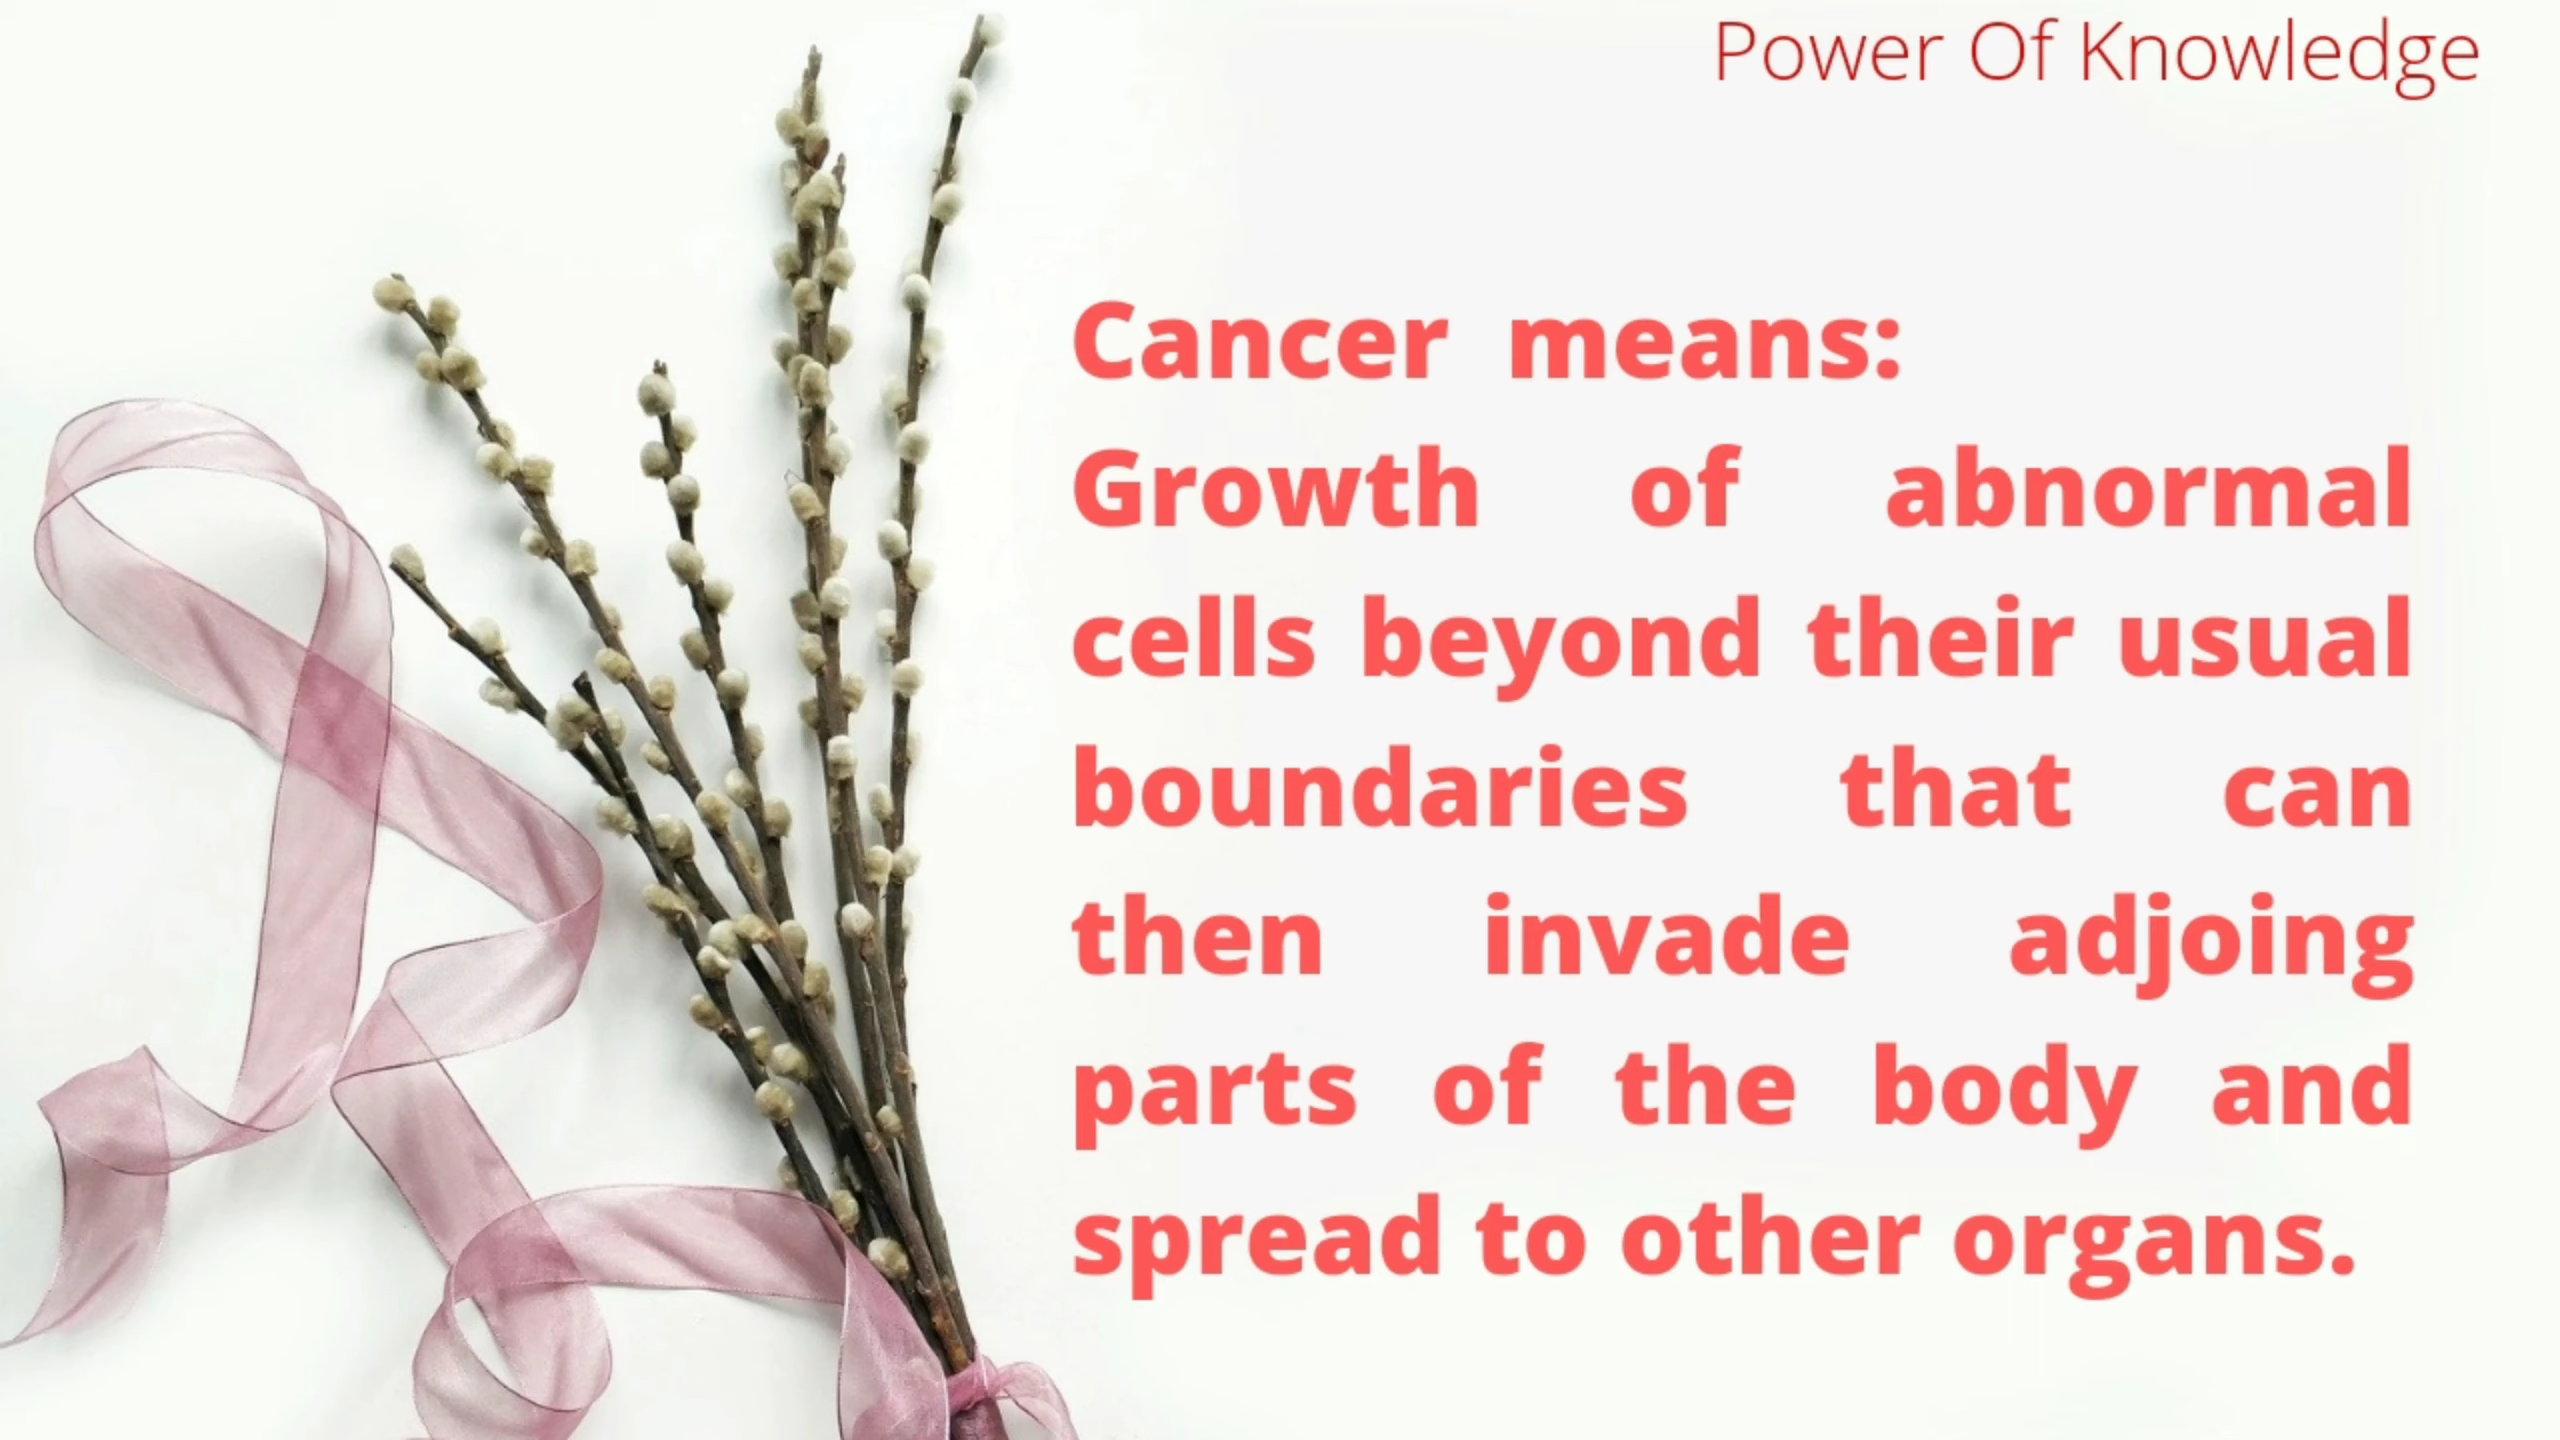 Power Of Knowledge
Cancer means:
Growth of abnormal
cells beyond their usual
boundaries that can
then invade adjoing
parts of the body and
spread to other organs.